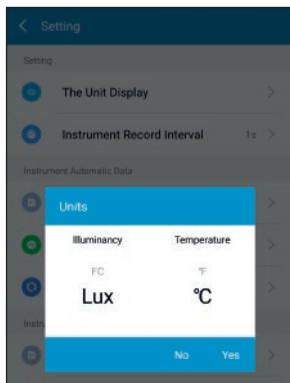 < Setting
Setting
The Unit Display >
Instrument Record Interval 1s >
Instrument Automatic Data
Units
Illuminancy Temperature
FC °F
Lux °C
No Yes